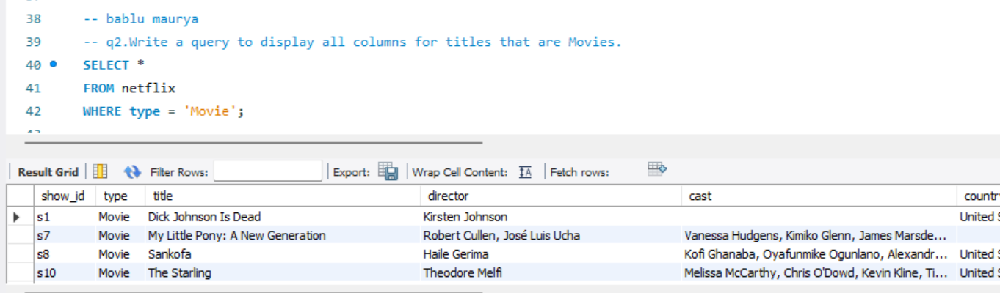 38 -- bablu maurya
39 -- q2.Write a query to display all columns for titles that are Movies.
40 SELECT *
41 FROM netflix
42 WHERE type = 'Movie';
Result Grid Filter Rows: Export: Wrap Cell Content: IA Fetch rows:
show_id type title director cast countr
s1 Movie Dick Johnson Is Dead Kirsten Johnson United S
s7 Movie My Little Pony: A New Generation Robert Cullen, José Luis Ucha Vanessa Hudgens, Kimiko Glenn, James Marsde...
s8 Movie Sankofa Haile Gerima Kofi Ghanaba, Oyafunmike Ogunlano, Alexandr... United S
s10 Movie The Starling Theodore Melfi Melissa McCarthy, Chris O'Dowd, Kevin Kline, Ti... United S